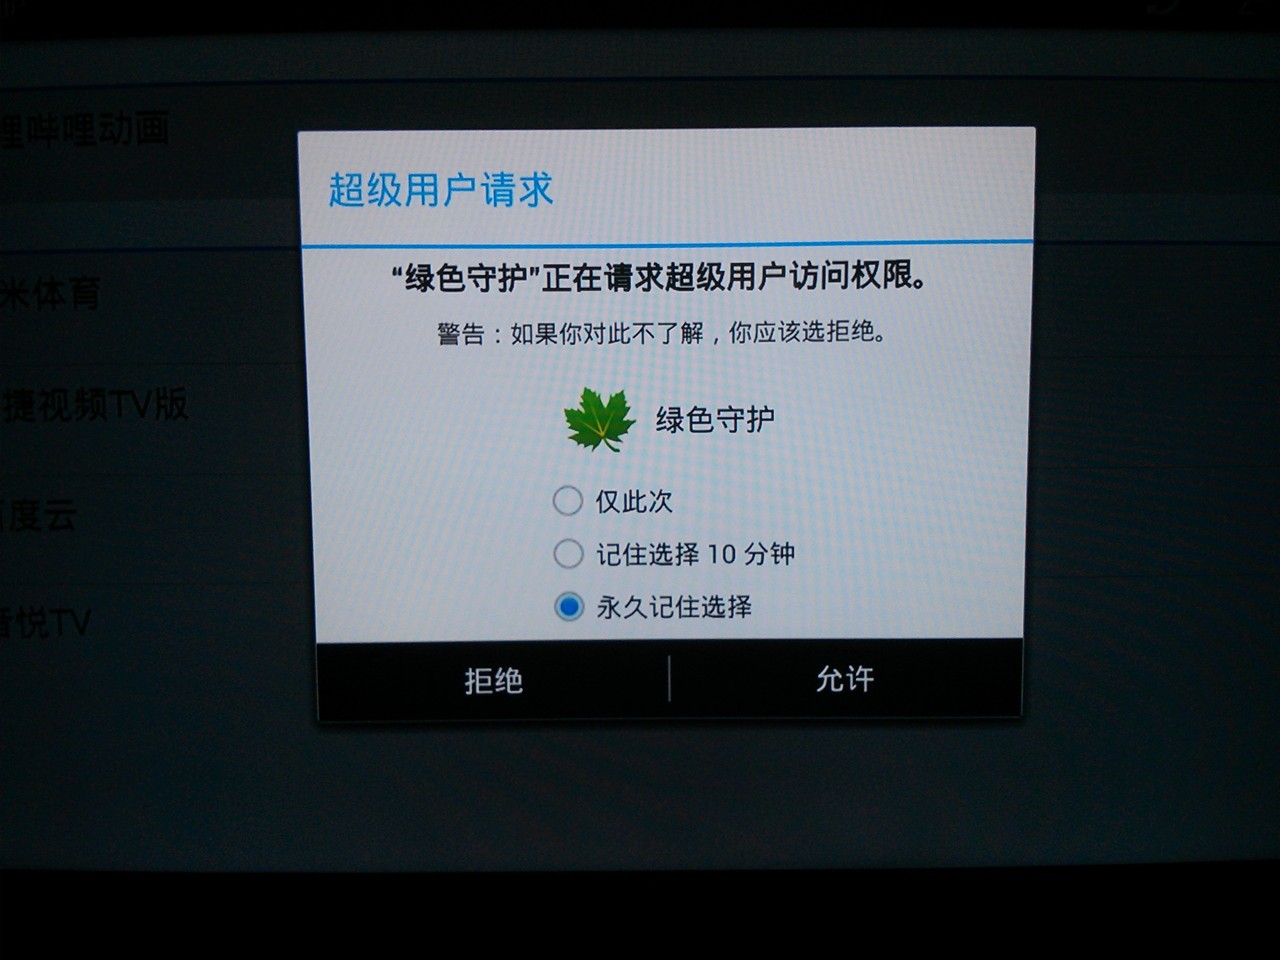 哩哔哩动画
超级用户请求
“绿色守护”正在请求超级用户访问权限。
米体育
警告：如果你对此不了解，你应该选拒绝。
捷视频TV版
绿色守护
仅此次
百度云
记住选择 10 分钟
永久记住选择
音悦TV
拒绝
允许